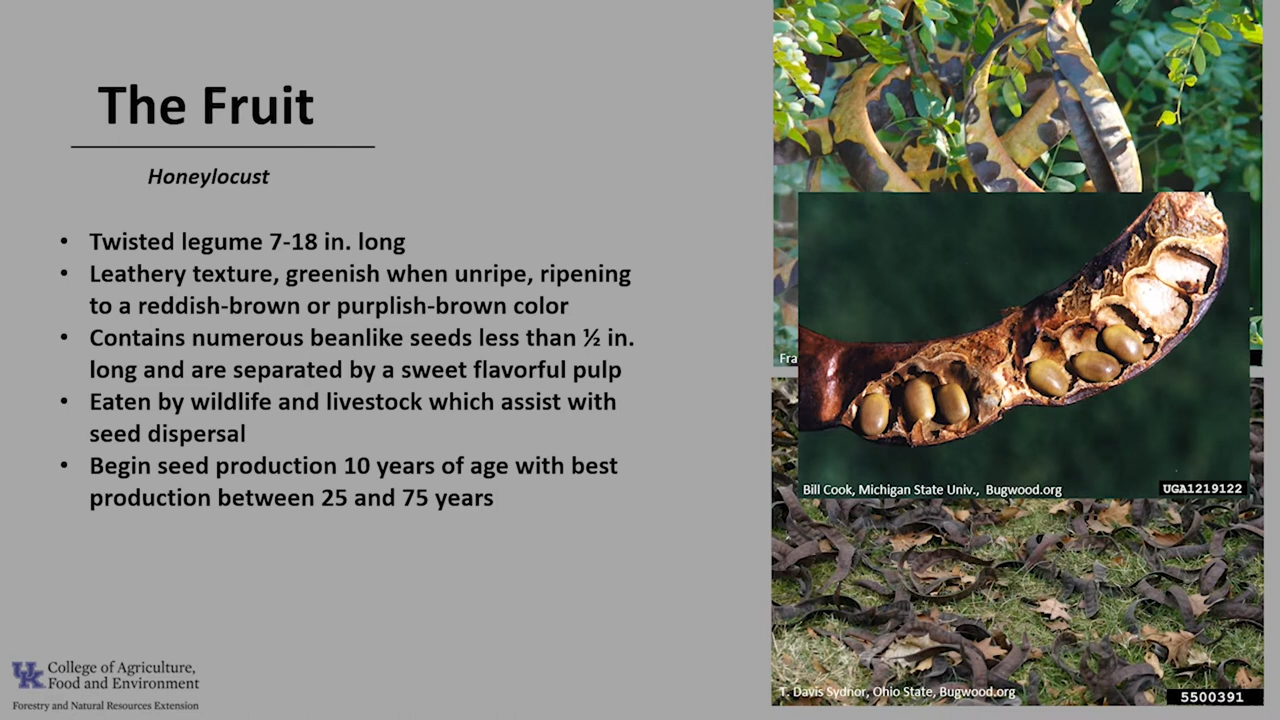 The Fruit
Honeylocust
• Twisted legume 7-18 in. long
• Leathery texture, greenish when unripe, ripening
to a reddish-brown or purplish-brown color
• Contains numerous beanlike seeds less than ½ in.
long and are separated by a sweet flavorful pulp
• Eaten by wildlife and livestock which assist with
seed dispersal
• Begin seed production 10 years of age with best
production between 25 and 75 years
Fra
Bill Cook, Michigan State Univ., Bugwood.org
UGA1219122
T. Davis Sydnor, Ohio State, Bugwood.org
5500391
UK
College of Agriculture,
Food and Environment
Forestry and Natural Resources Extension